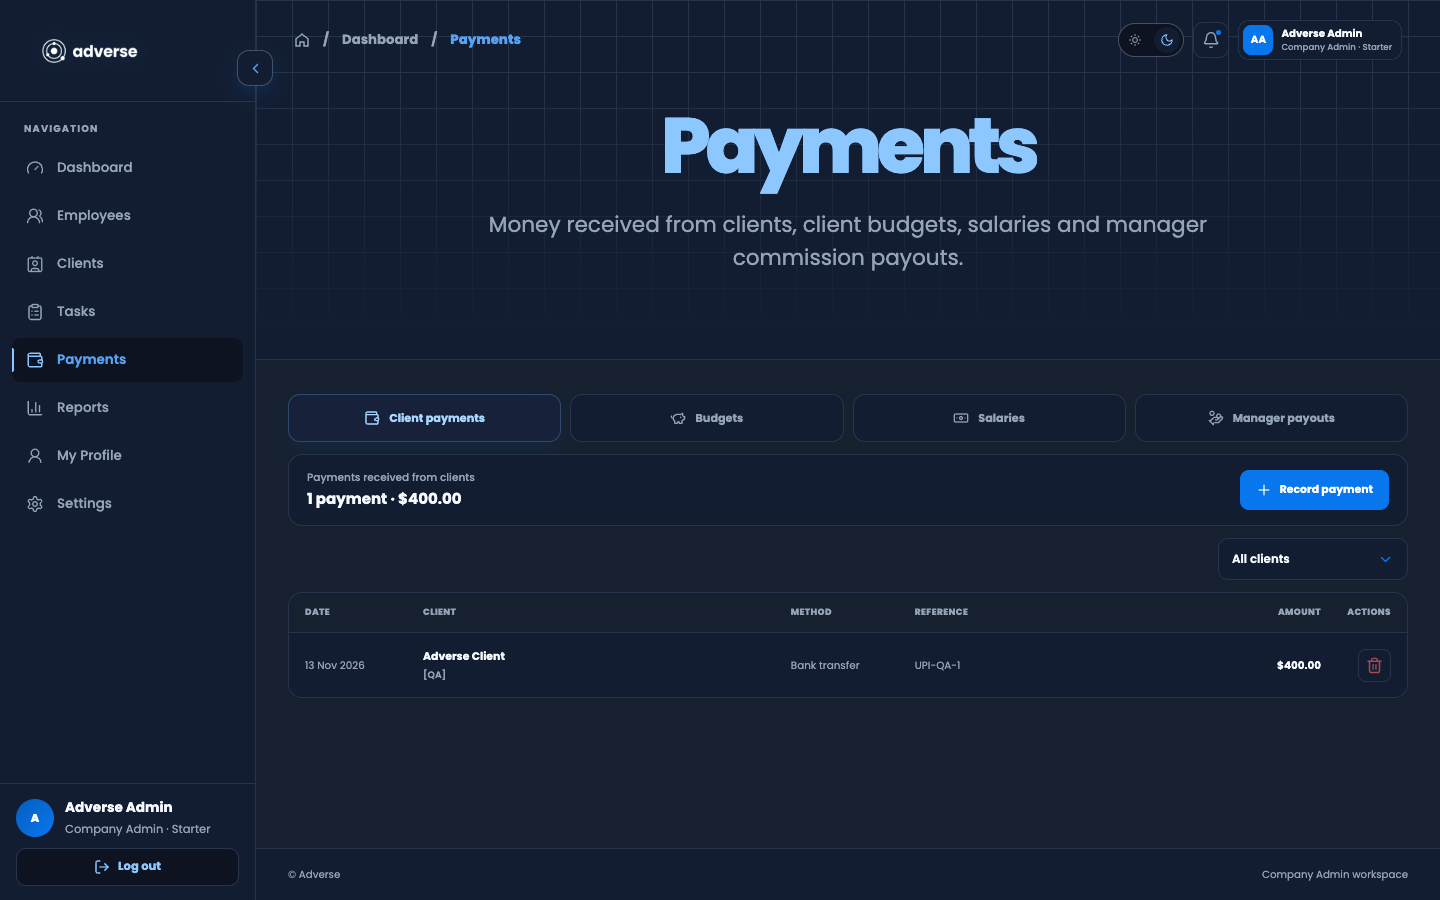 adverse
/ Dashboard / Payments
AA
Adverse Admin
Company Admin · Starter
NAVIGATION
Dashboard
Employees
Clients
Tasks
Payments
Reports
My Profile
Settings
Payments
Money received from clients, client budgets, salaries and manager
commission payouts.
Client payments
Budgets
Salaries
Manager payouts
Payments received from clients
1 payment · $400.00
Record payment
All clients
DATE CLIENT METHOD REFERENCE AMOUNT ACTIONS
13 Nov 2026 Adverse Client Bank transfer UPI-QA-1 $400.00
[QA]
A
Adverse Admin
Company Admin · Starter
Log out
© Adverse
Company Admin workspace